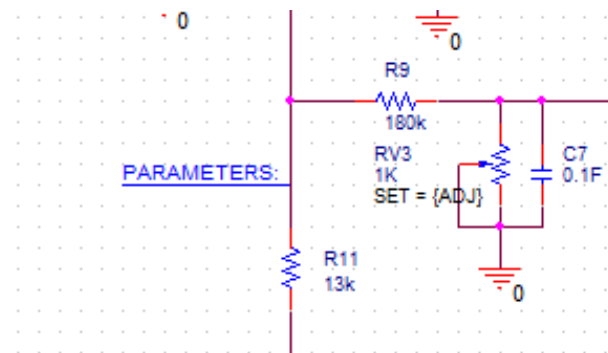 0
0
R9
180k
RV3
1K
SET = {ADJ}
C7
0.1F
PARAMETERS:
R11
13k
0